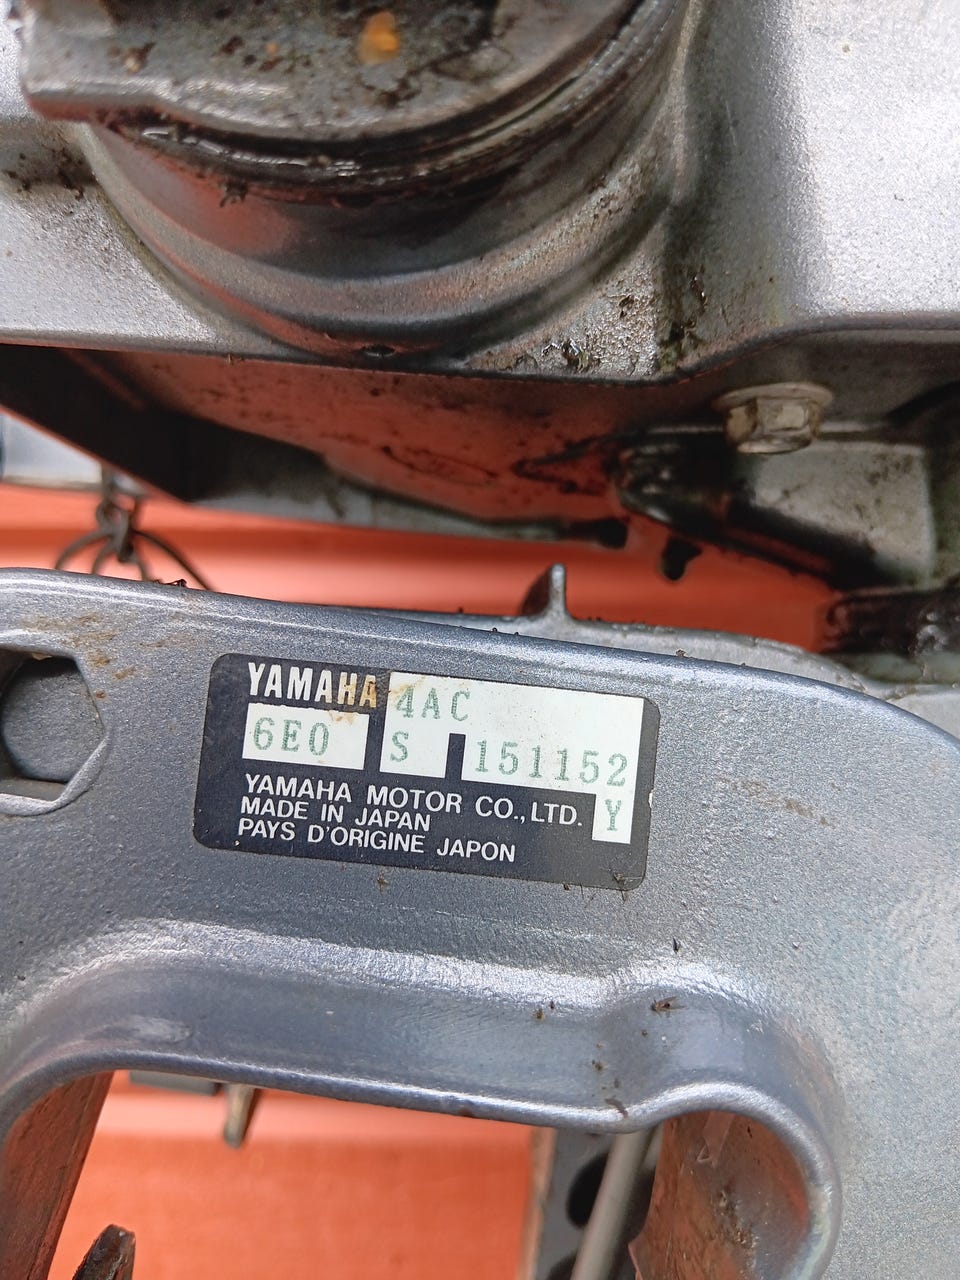 YAMAHA 4AC
6E0 S 151152
Y
YAMAHA MOTOR CO., LTD.
MADE IN JAPAN
PAYS D'ORIGINE JAPON